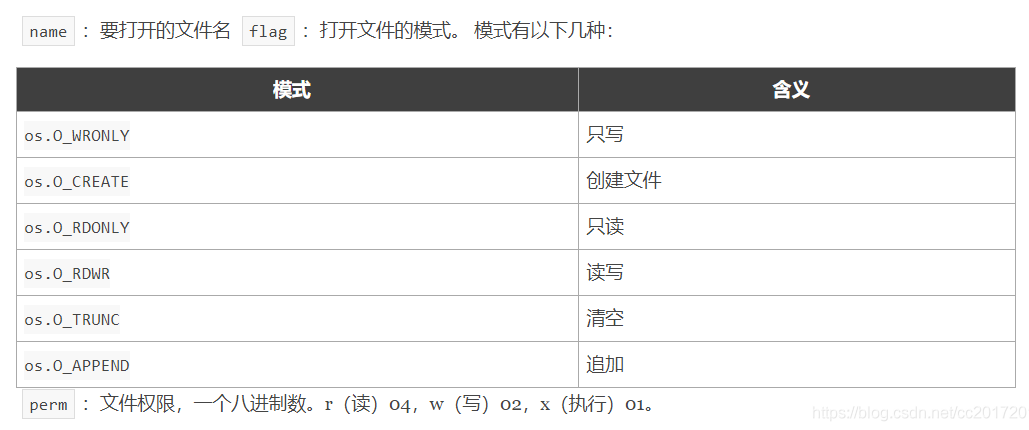 name ：要打开的文件名 flag ：打开文件的模式。 模式有以下几种：
模式 含义
os.O_WRONLY 只写
os.O_CREATE 创建文件
os.O_RDONLY 只读
os.O_RDWR 读写
os.O_TRUNC 清空
os.O_APPEND 追加
perm ：文件权限，一个八进制数。r（读）04，w（写）02，x（执行）01。
https://blog.csdn.net/cc201720